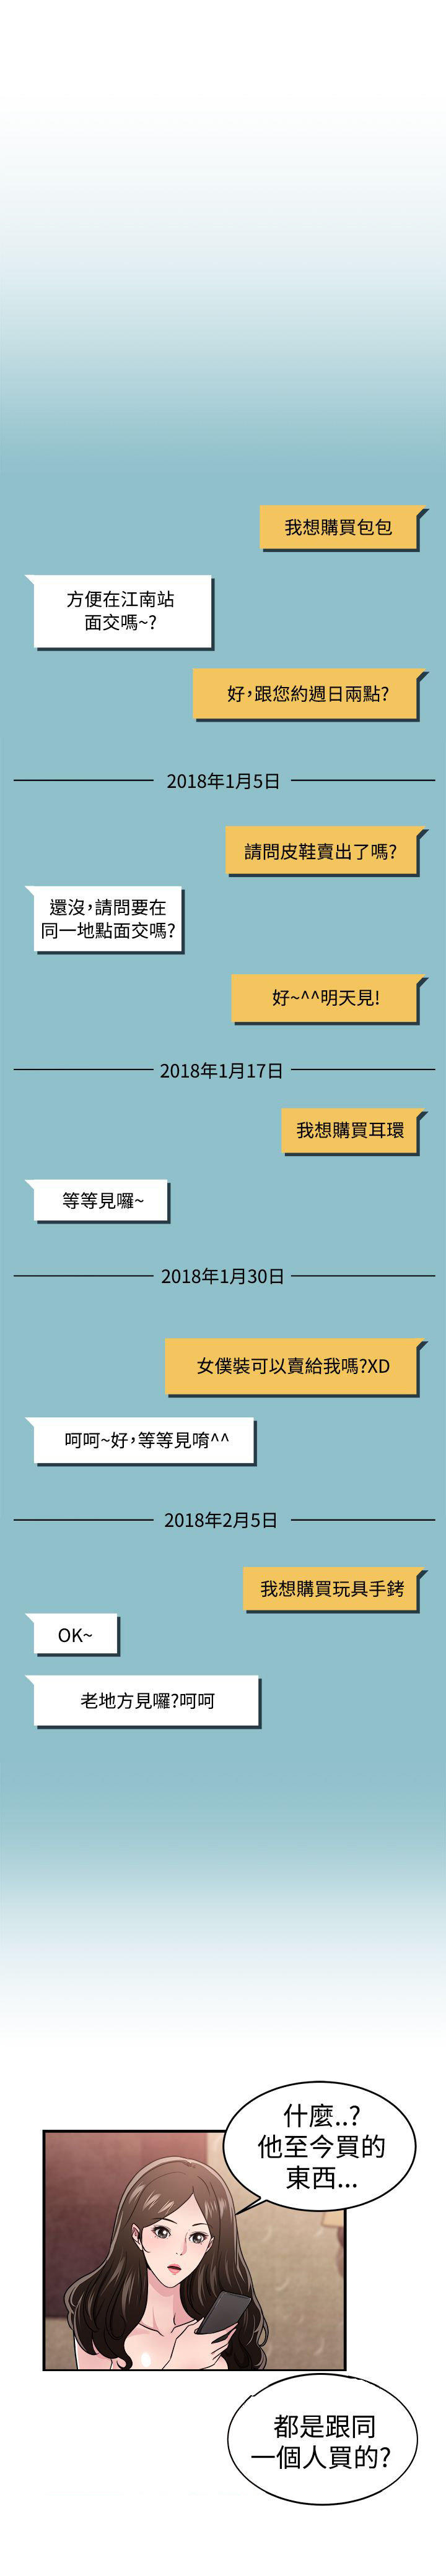 我想購買包包
方便在江南站
面交嗎~?
好,跟您約週日兩點?
2018年1月5日
請問皮鞋賣出了嗎?
還沒,請問要在
同一地點面交嗎?
好~^^明天見!
2018年1月17日
我想購買耳環
等等見囉~
2018年1月30日
女僕裝可以賣給我嗎?XD
呵呵~好,等等見唷^^
2018年2月5日
我想購買玩具手銬
OK~
老地方見囉?呵呵
什麼..?
他至今買的
東西...
都是跟同
一個人買的?